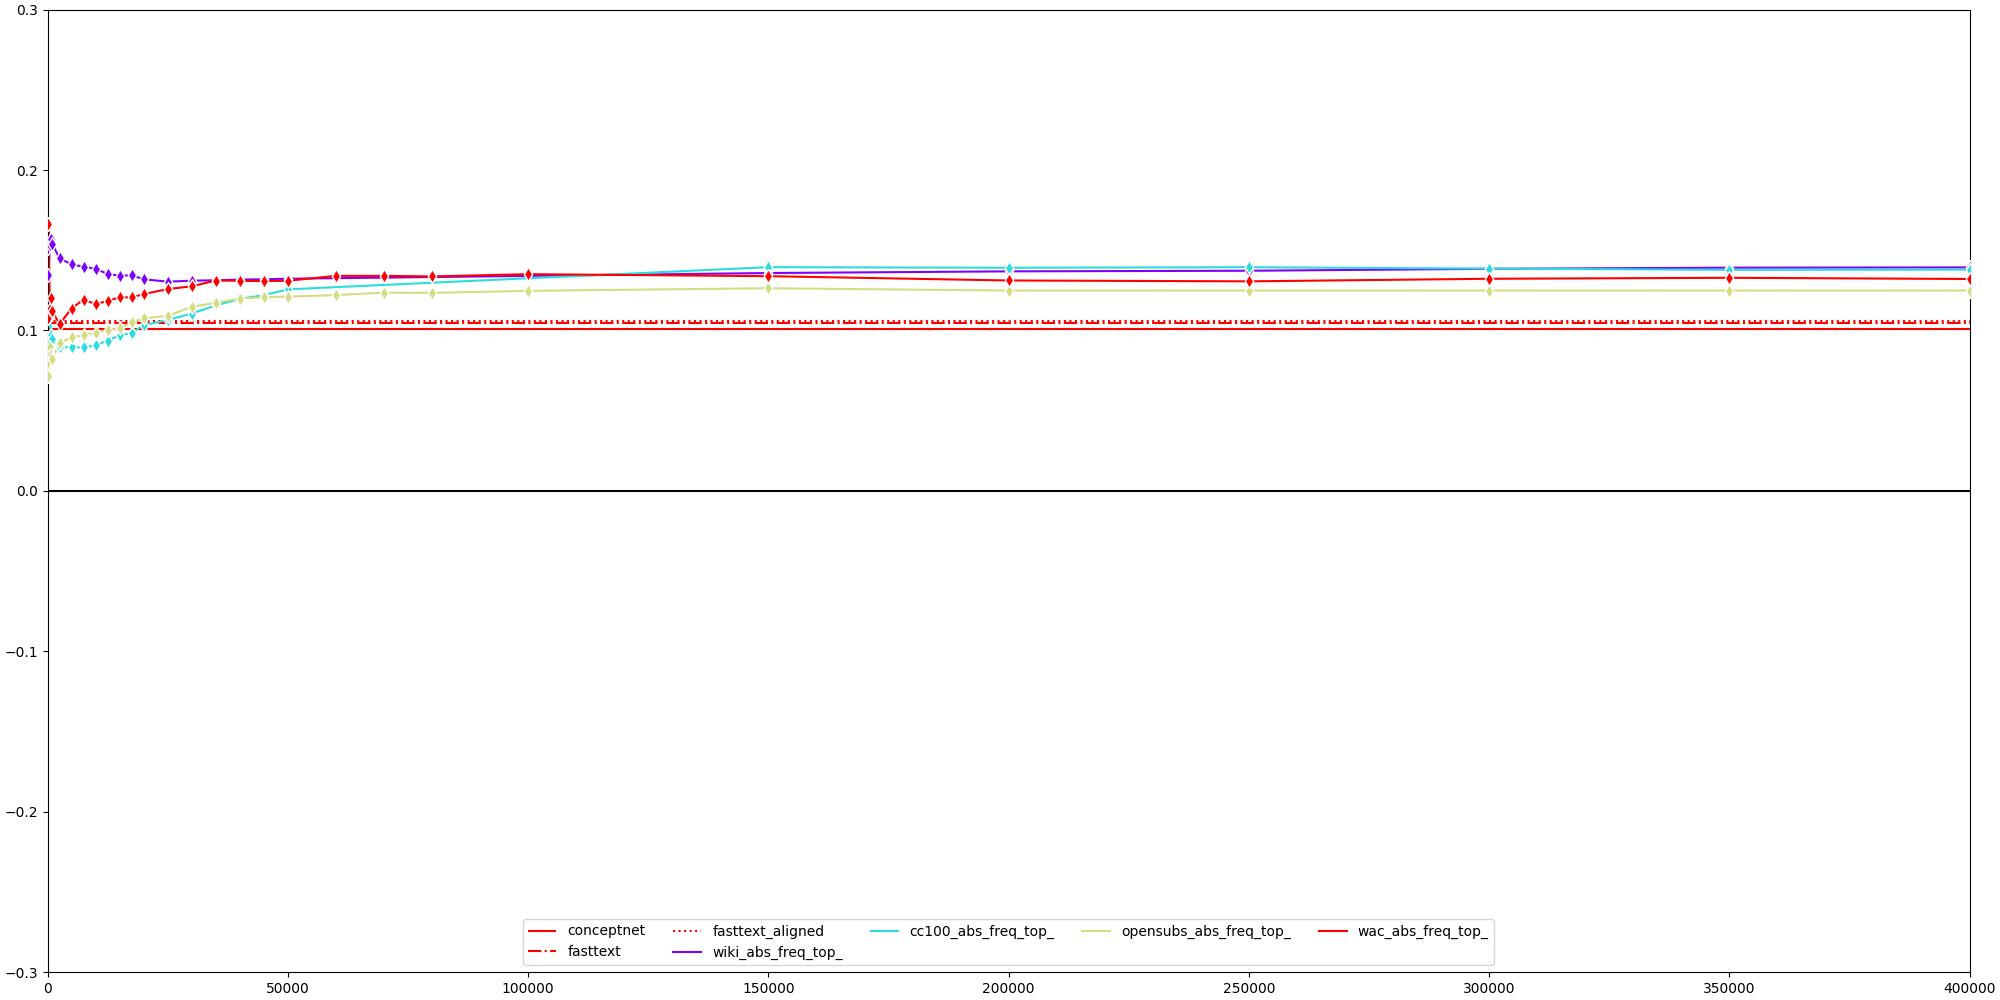 0.3
0.2
0.1
0.0
−0.1
−0.2
−0.3
0 50000 100000 150000 200000 250000 300000 350000 400000
conceptnet fasttext_aligned cc100_abs_freq_top_ opensubs_abs_freq_top_ wac_abs_freq_top_
fasttext wiki_abs_freq_top_